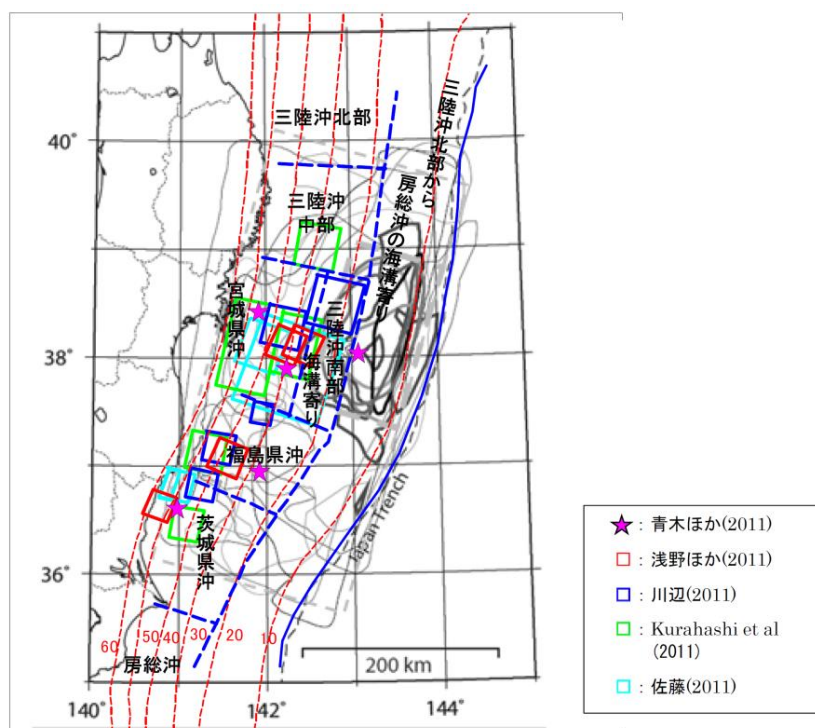 三陸沖北部
三陸沖北部から
房総沖の海溝寄り
40°
三陸沖
中部
宮城県沖
三陸沖南部
海溝寄り
38°
福島県沖
茨城県沖
Japan Trench
36°
60
50
40
30
20
10
房総沖
200 km
140°
142°
144°
: 青木ほか(2011)
: 浅野ほか(2011)
: 川辺(2011)
: Kurahashi et al
(2011)
: 佐藤(2011)